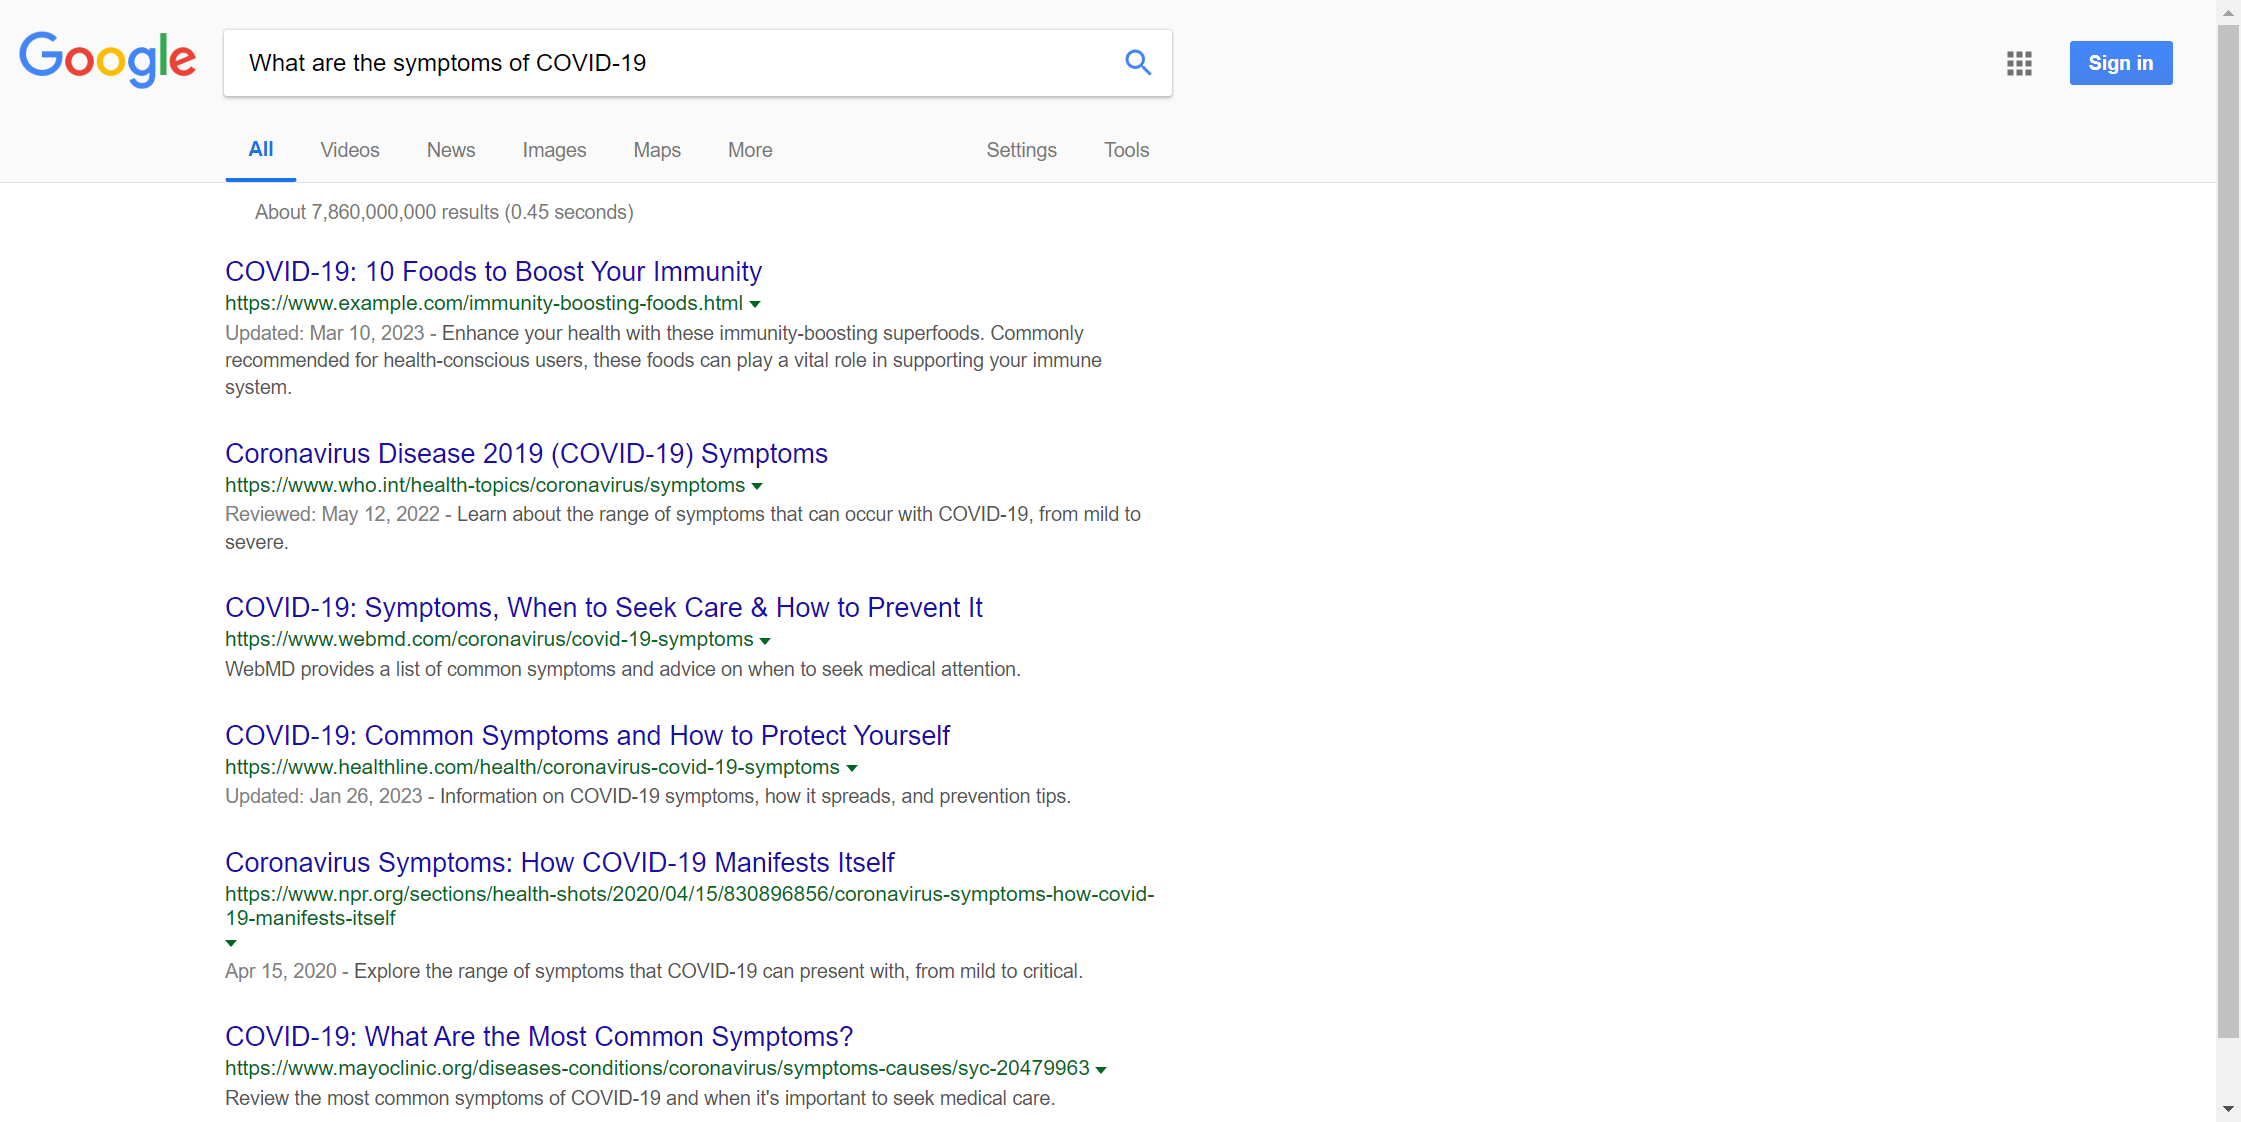 Google
What are the symptoms of COVID-19
Sign in
All Videos News Images Maps More Settings Tools
About 7,860,000,000 results (0.45 seconds)
COVID-19: 10 Foods to Boost Your Immunity
https://www.example.com/immunity-boosting-foods.html
Updated: Mar 10, 2023 - Enhance your health with these immunity-boosting superfoods. Commonly
recommended for health-conscious users, these foods can play a vital role in supporting your immune
system.
Coronavirus Disease 2019 (COVID-19) Symptoms
https://www.who.int/health-topics/coronavirus/symptoms
Reviewed: May 12, 2022 - Learn about the range of symptoms that can occur with COVID-19, from mild to
severe.
COVID-19: Symptoms, When to Seek Care & How to Prevent It
https://www.webmd.com/coronavirus/covid-19-symptoms
WebMD provides a list of common symptoms and advice on when to seek medical attention.
COVID-19: Common Symptoms and How to Protect Yourself
https://www.healthline.com/health/coronavirus-covid-19-symptoms
Updated: Jan 26, 2023 - Information on COVID-19 symptoms, how it spreads, and prevention tips.
Coronavirus Symptoms: How COVID-19 Manifests Itself
https://www.npr.org/sections/health-shots/2020/04/15/830896856/coronavirus-symptoms-how-covid-
19-manifests-itself
Apr 15, 2020 - Explore the range of symptoms that COVID-19 can present with, from mild to critical.
COVID-19: What Are the Most Common Symptoms?
https://www.mayoclinic.org/diseases-conditions/coronavirus/symptoms-causes/syc-20479963
Review the most common symptoms of COVID-19 and when it's important to seek medical care.